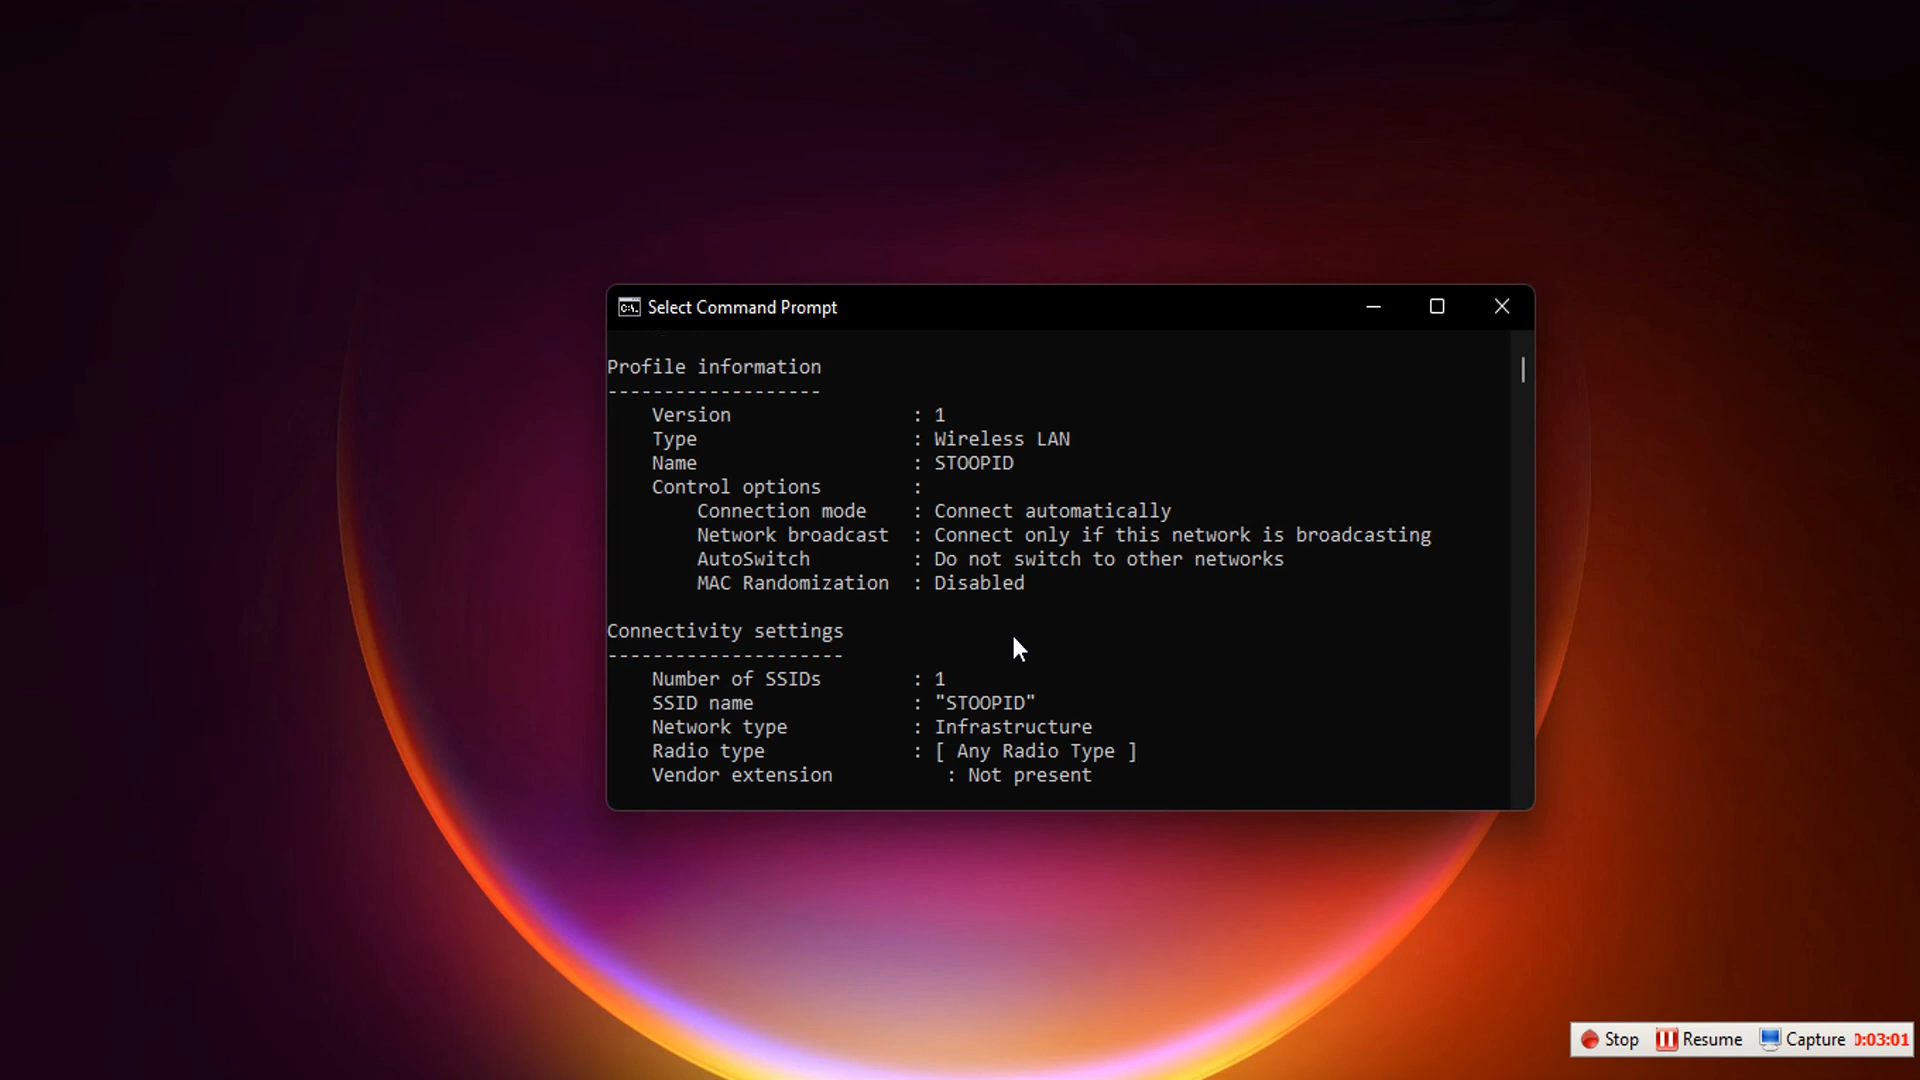 Select Command Prompt
Profile information
-------------------
Version : 1
Type : Wireless LAN
Name : STOOPID
Control options :
Connection mode : Connect automatically
Network broadcast : Connect only if this network is broadcasting
AutoSwitch : Do not switch to other networks
MAC Randomization : Disabled
Connectivity settings
---------------------
Number of SSIDs : 1
SSID name : "STOOPID"
Network type : Infrastructure
Radio type : [ Any Radio Type ]
Vendor extension : Not present
Stop Resume Capture 0:03:01